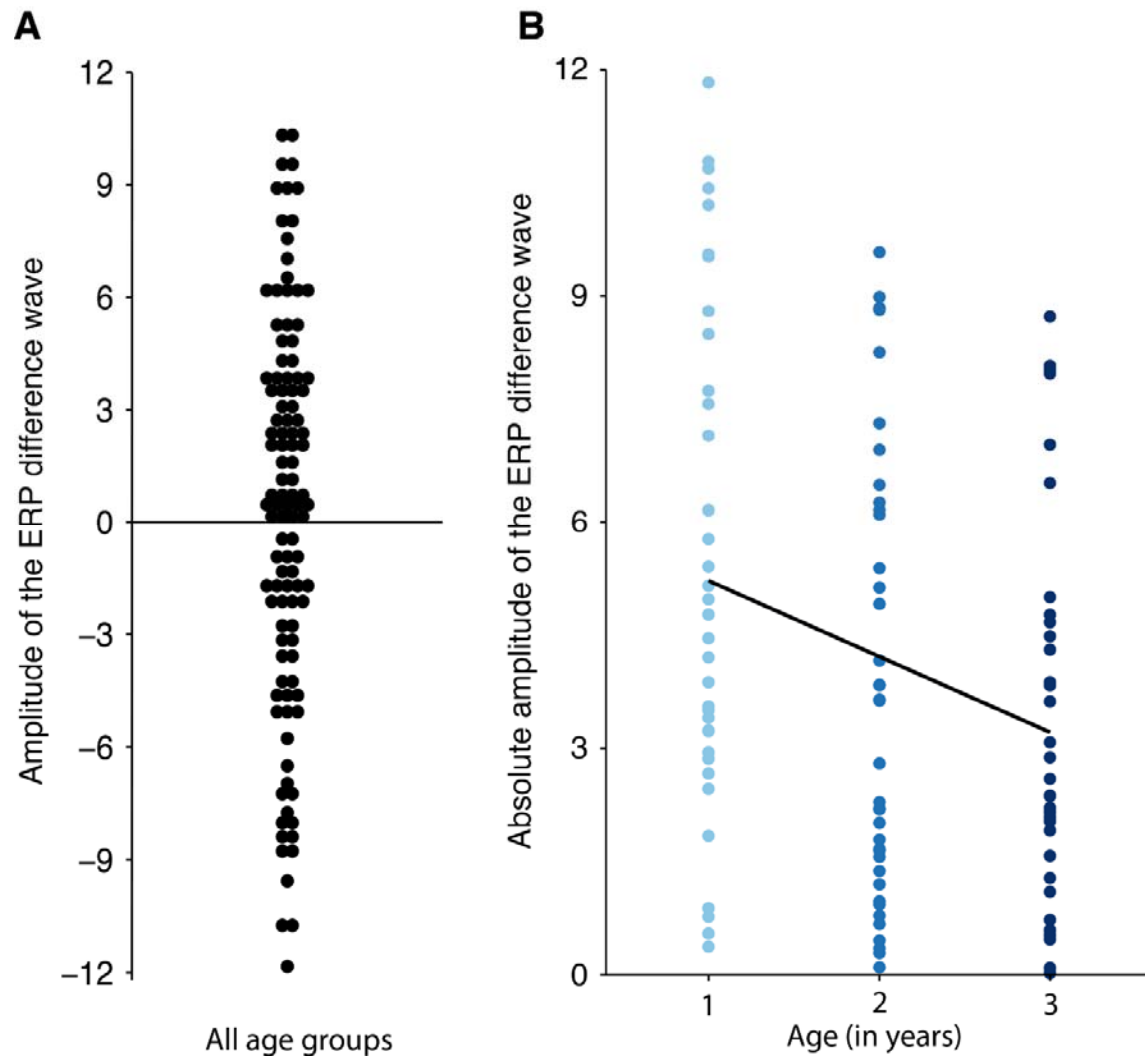 A
Amplitude of the ERP difference wave
12
9
6
3
0
−3
−6
−9
−12
All age groups
B
Absolute amplitude of the ERP difference wave
12
9
6
3
0
1 2 3
Age (in years)